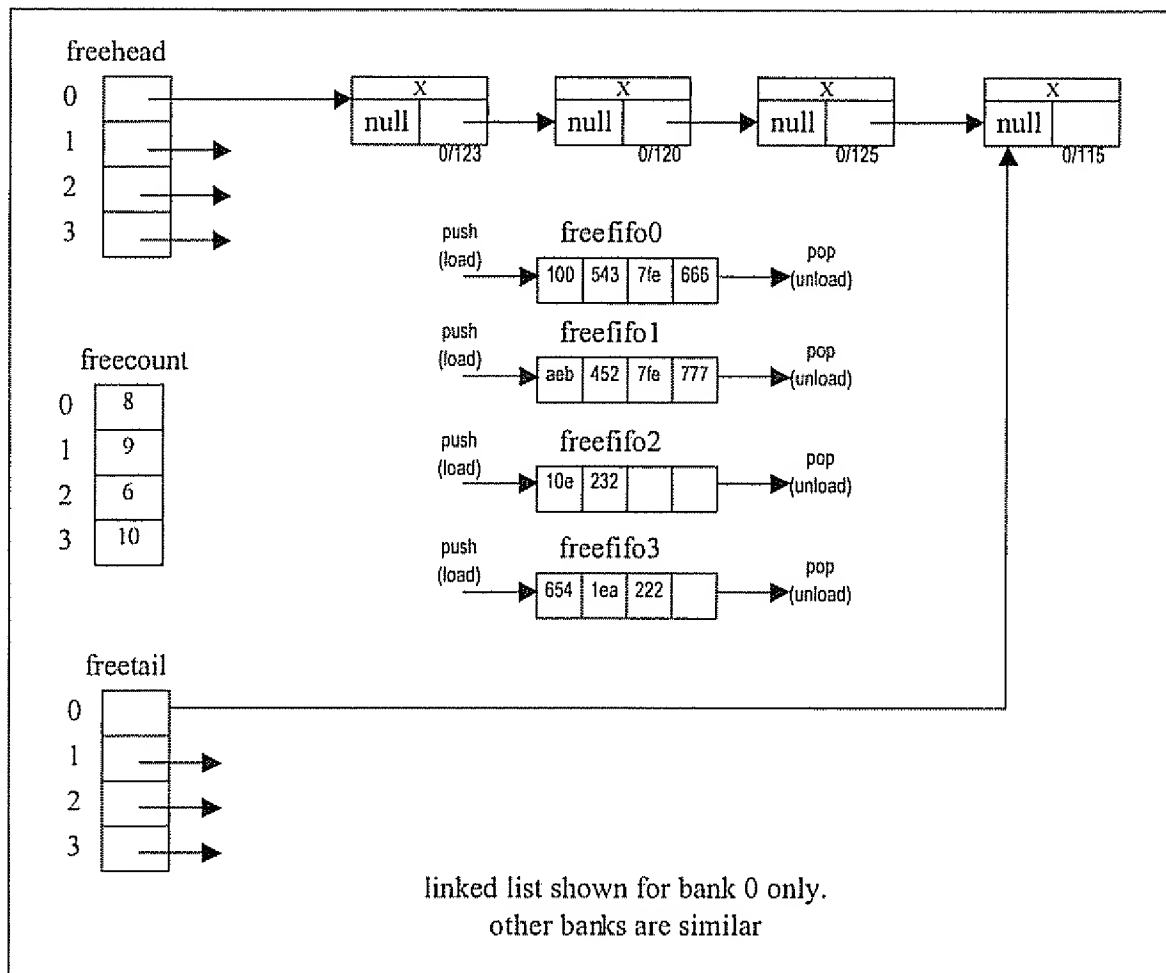 freehead
0
1
2
3
X
null
0/123
X
null
0/120
X
null
0/125
X
null
0/115
push
(load)
freefifo0
100 543 7fe 666
pop
(unload)
push
(load)
freefifo1
aeb 452 7fe 777
pop
(unload)
push
(load)
freefifo2
10e 232
pop
(unload)
push
(load)
freefifo3
654 1ea 222
pop
(unload)
freecount
0 8
1 9
2 6
3 10
freetail
0
1
2
3
linked list shown for bank 0 only.
other banks are similar